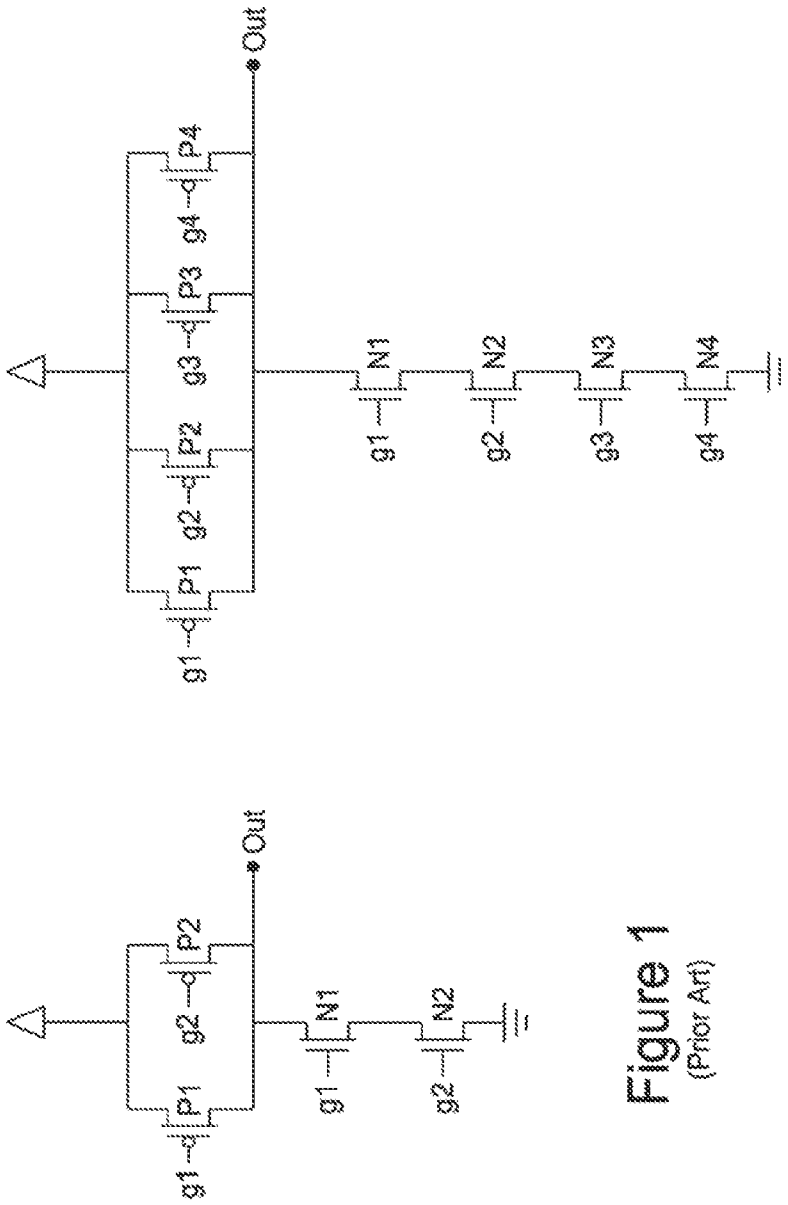 g1
P1
g2
P2
Out
g1
N1
g2
N2
g1
P1
g2
P2
g3
P3
g4
P4
Out
g1
N1
g2
N2
g3
N3
g4
N4
Figure 1
(Prior Art)